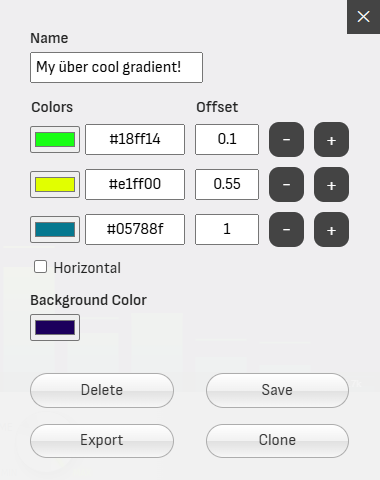 Name
My über cool gradient!
Colors Offset
#18ff14 0.1 - +
#e1ff00 0.55 - +
#05788f 1 - +
Horizontal
Background Color
Delete Save
Export Clone